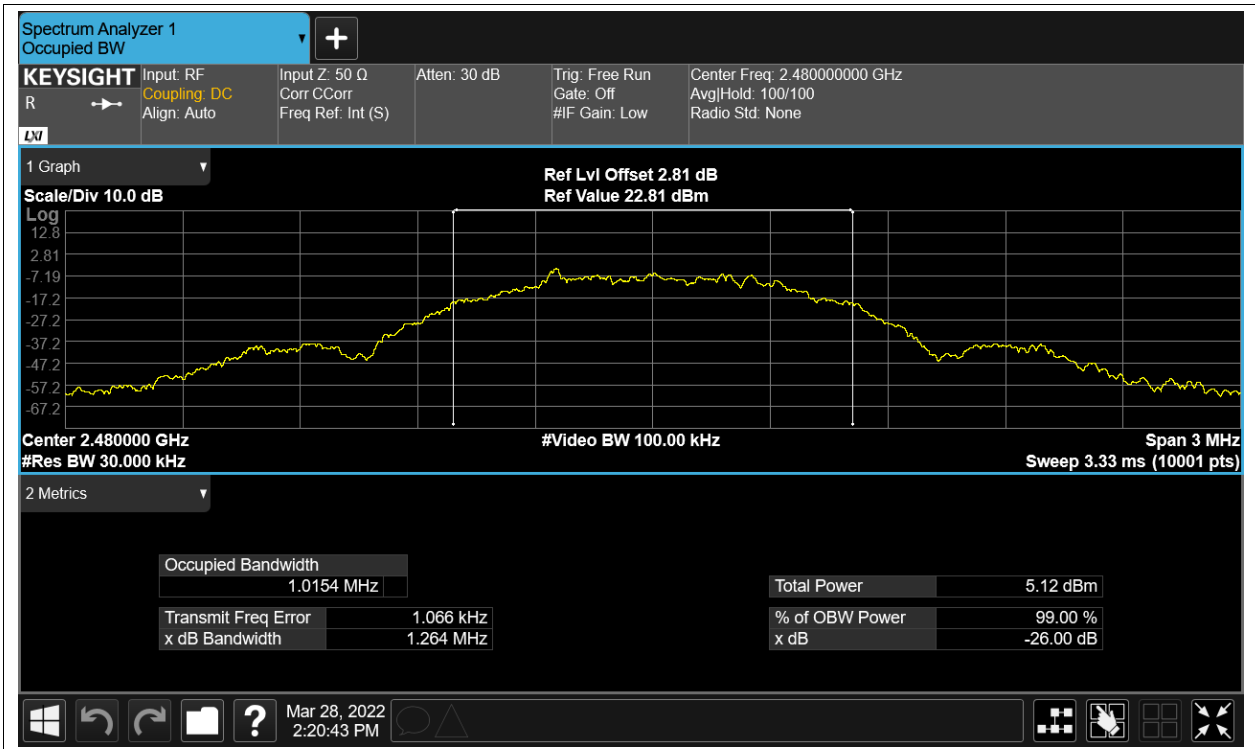 Spectrum Analyzer 1
Occupied BW
KEYSIGHT
R
LXI
Input: RF
Coupling: DC
Align: Auto
Input Z: 50 Ω
Corr CCorr
Freq Ref: Int (S)
Atten: 30 dB
Trig: Free Run
Gate: Off
#IF Gain: Low
Center Freq: 2.480000000 GHz
Avg|Hold: 100/100
Radio Std: None
1 Graph
Scale/Div 10.0 dB
Ref Lvl Offset 2.81 dB
Ref Value 22.81 dBm
Log
12.8
2.81
-7.19
-17.2
-27.2
-37.2
-47.2
-57.2
-67.2
Center 2.480000 GHz
#Video BW 100.00 kHz
Span 3 MHz
#Res BW 30.000 kHz
Sweep 3.33 ms (10001 pts)
2 Metrics
Occupied Bandwidth
1.0154 MHz
Total Power 5.12 dBm
Transmit Freq Error 1.066 kHz
% of OBW Power 99.00 %
x dB Bandwidth 1.264 MHz
x dB -26.00 dB
?
Mar 28, 2022
2:20:43 PM